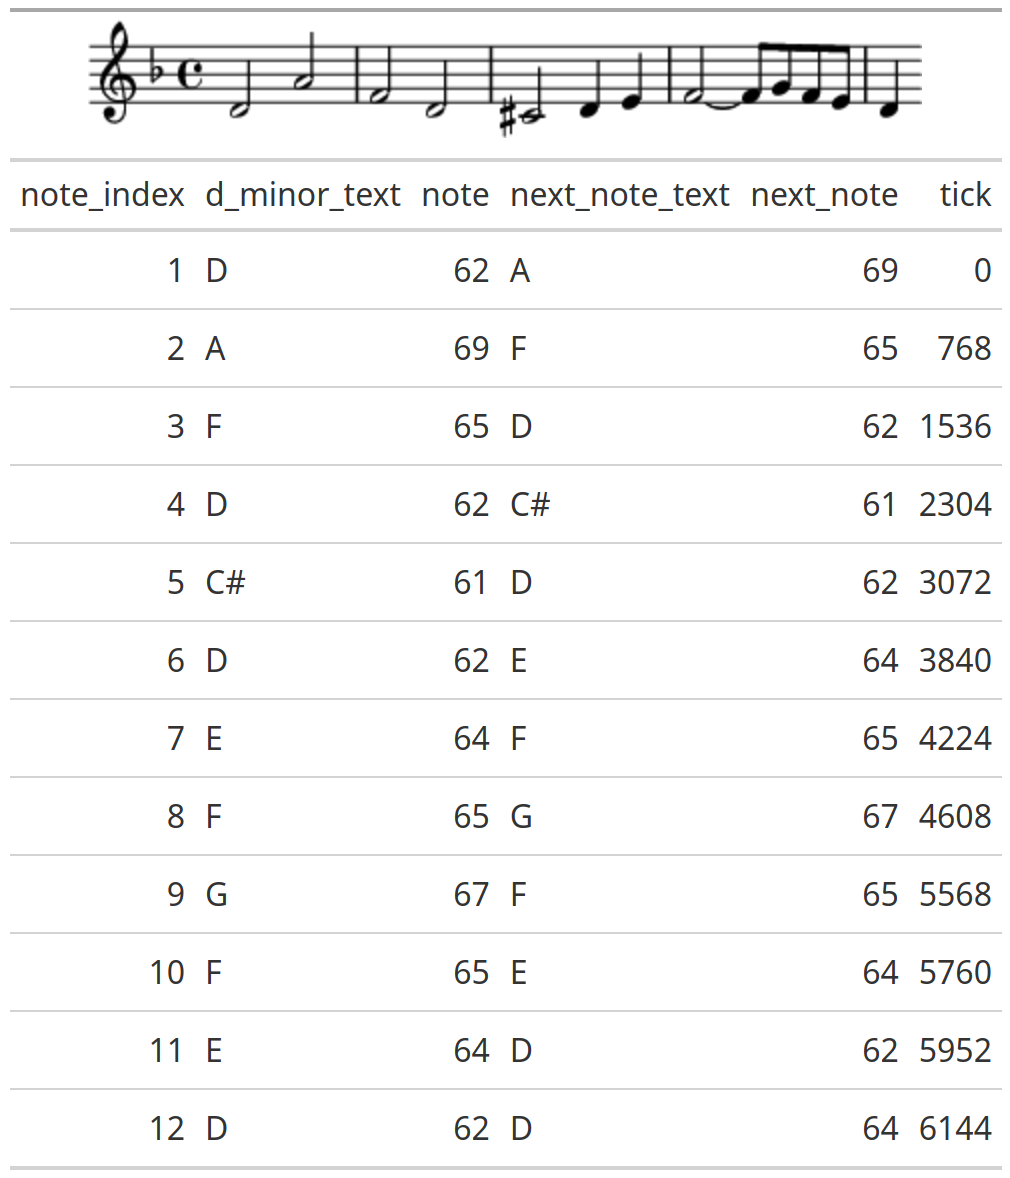 note_index d_minor_text note next_note_text next_note tick
1 D 62 A 69 0
2 A 69 F 65 768
3 F 65 D 62 1536
4 D 62 C# 61 2304
5 C# 61 D 62 3072
6 D 62 E 64 3840
7 E 64 F 65 4224
8 F 65 G 67 4608
9 G 67 F 65 5568
10 F 65 E 64 5760
11 E 64 D 62 5952
12 D 62 D 64 6144